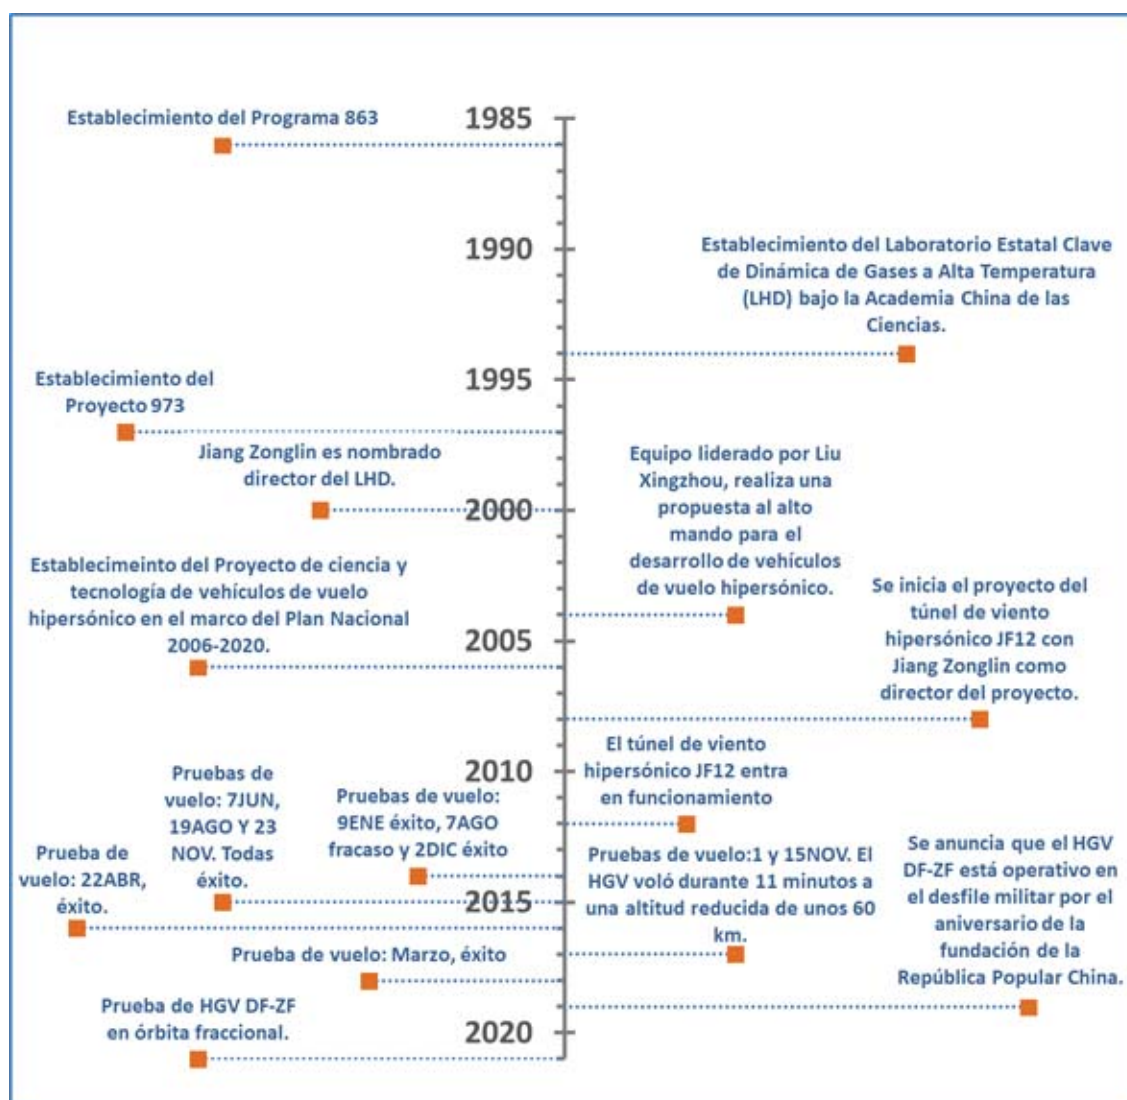 Establecimiento del Programa 863
1985
1990
Establecimiento del Laboratorio Estatal Clave
de Dinámica de Gases a Alta Temperatura
(LHD) bajo la Academia China de las
Ciencias.
1995
Establecimiento del
Proyecto 973
Jiang Zonglin es nombrado
director del LHD.
2000
Equipo liderado por Liu
Xingzhou, realiza una
propuesta al alto
mando para el
desarrollo de vehículos
de vuelo hipersónico.
Establecimeinto del Proyecto de ciencia y
tecnología de vehículos de vuelo
hipersónico en el marco del Plan Nacional
2006-2020.
2005
Se inicia el proyecto del
túnel de viento
hipersónico JF12 con
Jiang Zonglin como
director del proyecto.
2010
El túnel de viento
hipersónico JF12 entra
en funcionamiento
Pruebas de vuelo:
9ENE éxito, 7AGO
fracaso y 2DIC éxito
Pruebas de
vuelo: 7JUN,
19AGO Y 23
NOV. Todas
éxito.
Prueba de
vuelo: 22ABR,
éxito.
2015
Pruebas de vuelo:1 y 15NOV. El
HGV voló durante 11 minutos a
una altitud reducida de unos 60
km.
Prueba de vuelo: Marzo, éxito
Se anuncia que el HGV
DF-ZF está operativo en
el desfile militar por el
aniversario de la
fundación de la
República Popular China.
2020
Prueba de HGV DF-ZF
en órbita fraccional.